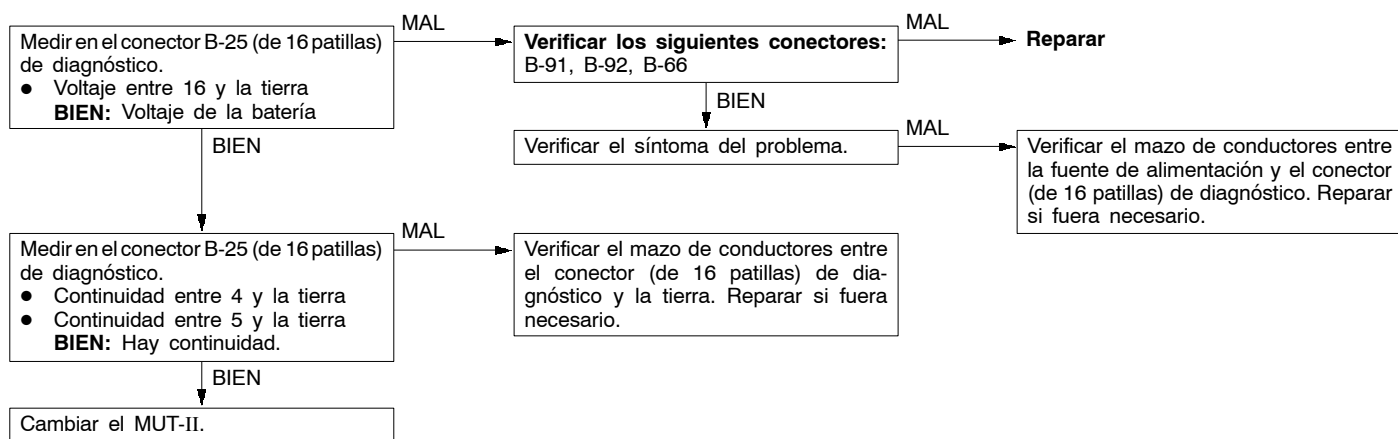 Medir en el conector B-25 (de 16 patillas)
de diagnóstico.
● Voltaje entre 16 y la tierra
BIEN: Voltaje de la batería
MAL
Verificar los siguientes conectores:
B-91, B-92, B-66
MAL
Reparar
BIEN
Verificar el síntoma del problema.
MAL
Verificar el mazo de conductores entre
la fuente de alimentación y el conector
(de 16 patillas) de diagnóstico. Reparar
si fuera necesario.
BIEN
Medir en el conector B-25 (de 16 patillas)
de diagnóstico.
● Continuidad entre 4 y la tierra
● Continuidad entre 5 y la tierra
BIEN: Hay continuidad.
MAL
Verificar el mazo de conductores entre
el conector (de 16 patillas) de dia-
gnóstico y la tierra. Reparar si fuera
necesario.
BIEN
Cambiar el MUT-II.